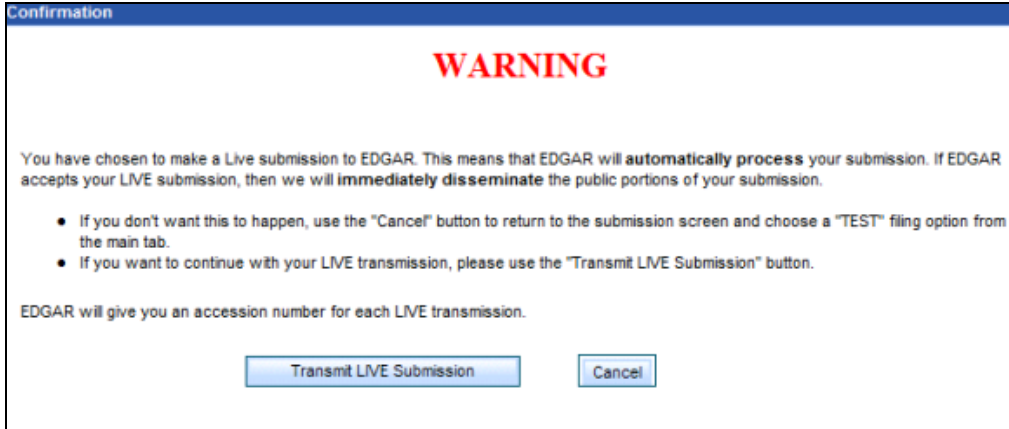 Confirmation
WARNING
You have chosen to make a Live submission to EDGAR. This means that EDGAR will automatically process your submission. If EDGAR
accepts your LIVE submission, then we will immediately disseminate the public portions of your submission.
● If you don't want this to happen, use the "Cancel" button to return to the submission screen and choose a "TEST" filing option from
the main tab.
● If you want to continue with your LIVE transmission, please use the "Transmit LIVE Submission" button.
EDGAR will give you an accession number for each LIVE transmission.
Transmit LIVE Submission Cancel